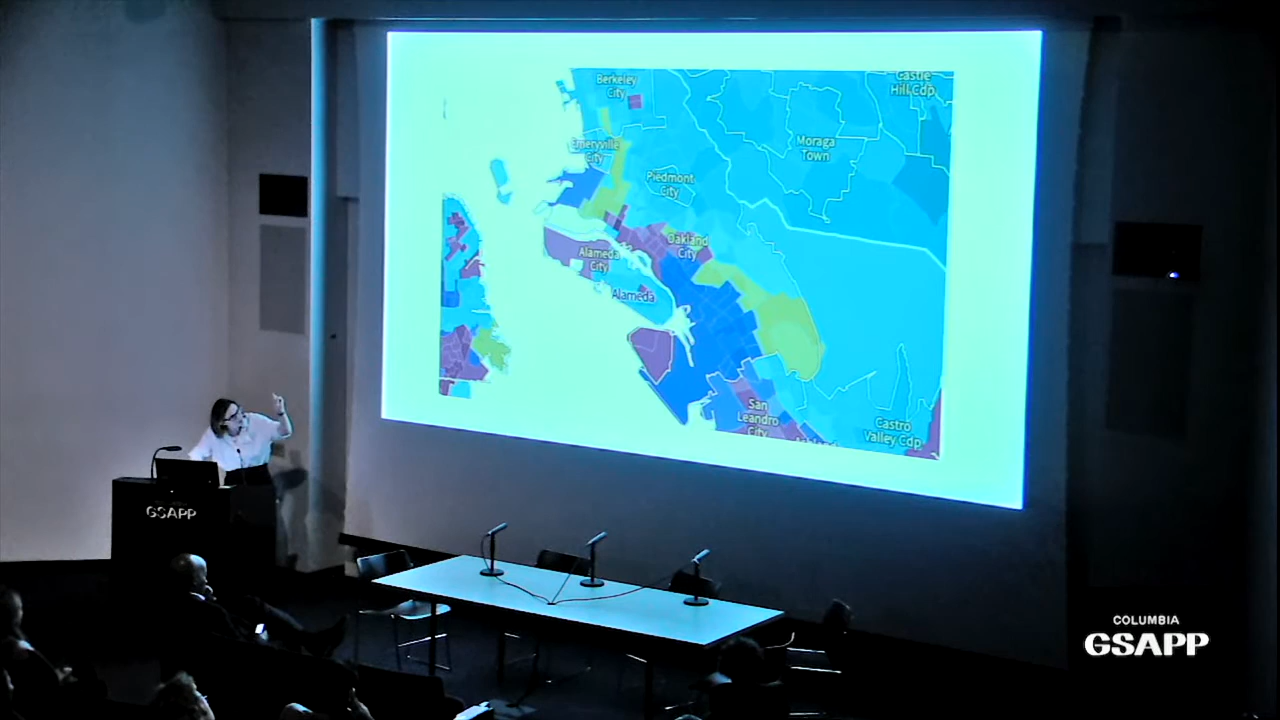 Berkeley
City
Castle
Hill Cdp
Emeryville
City
Moraga
Town
Piedmont
City
Oakland
City
Alameda
City
Alameda
San
Leandro
City
Castro
Valley Cdp
GSAPP
COLUMBIA
GSAPP